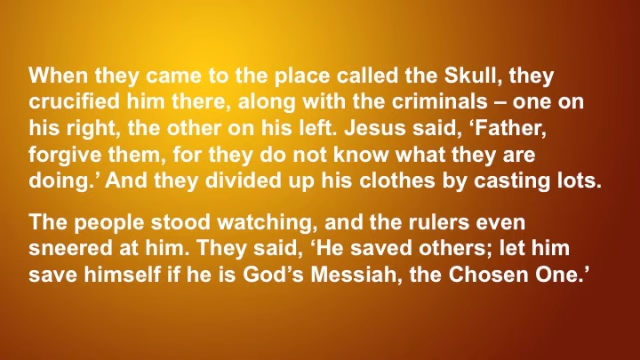 When they came to the place called the Skull, they
crucified him there, along with the criminals – one on
his right, the other on his left. Jesus said, ‘Father,
forgive them, for they do not know what they are
doing.’ And they divided up his clothes by casting lots.
The people stood watching, and the rulers even
sneered at him. They said, ‘He saved others; let him
save himself if he is God’s Messiah, the Chosen One.’